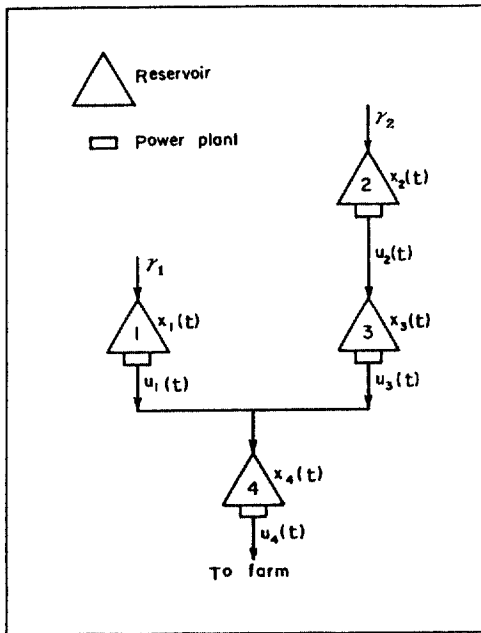 Reservoir
Power plant
γ₂
2 x₂(t)
u₂(t)
γ₁
1 x₁(t)
3 x₃(t)
u₁(t)
u₃(t)
4 x₄(t)
u₄(t)
To farm